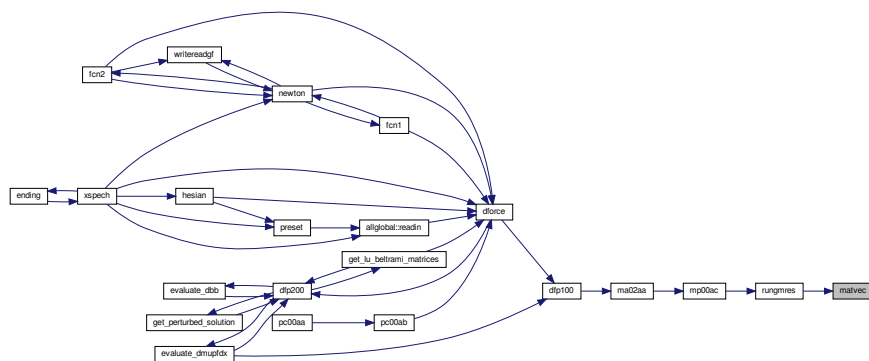 writereadgf
fcn2
newton
fcn1
ending
xspech
hesian
dforce
preset
allglobal::readin
get_lu_beltrami_matrices
evaluate_dbb
dfp200
dfp100
ma02aa
mp00ac
rungmres
matvec
get_perturbed_solution
pc00aa
pc00ab
evaluate_dmupfdx